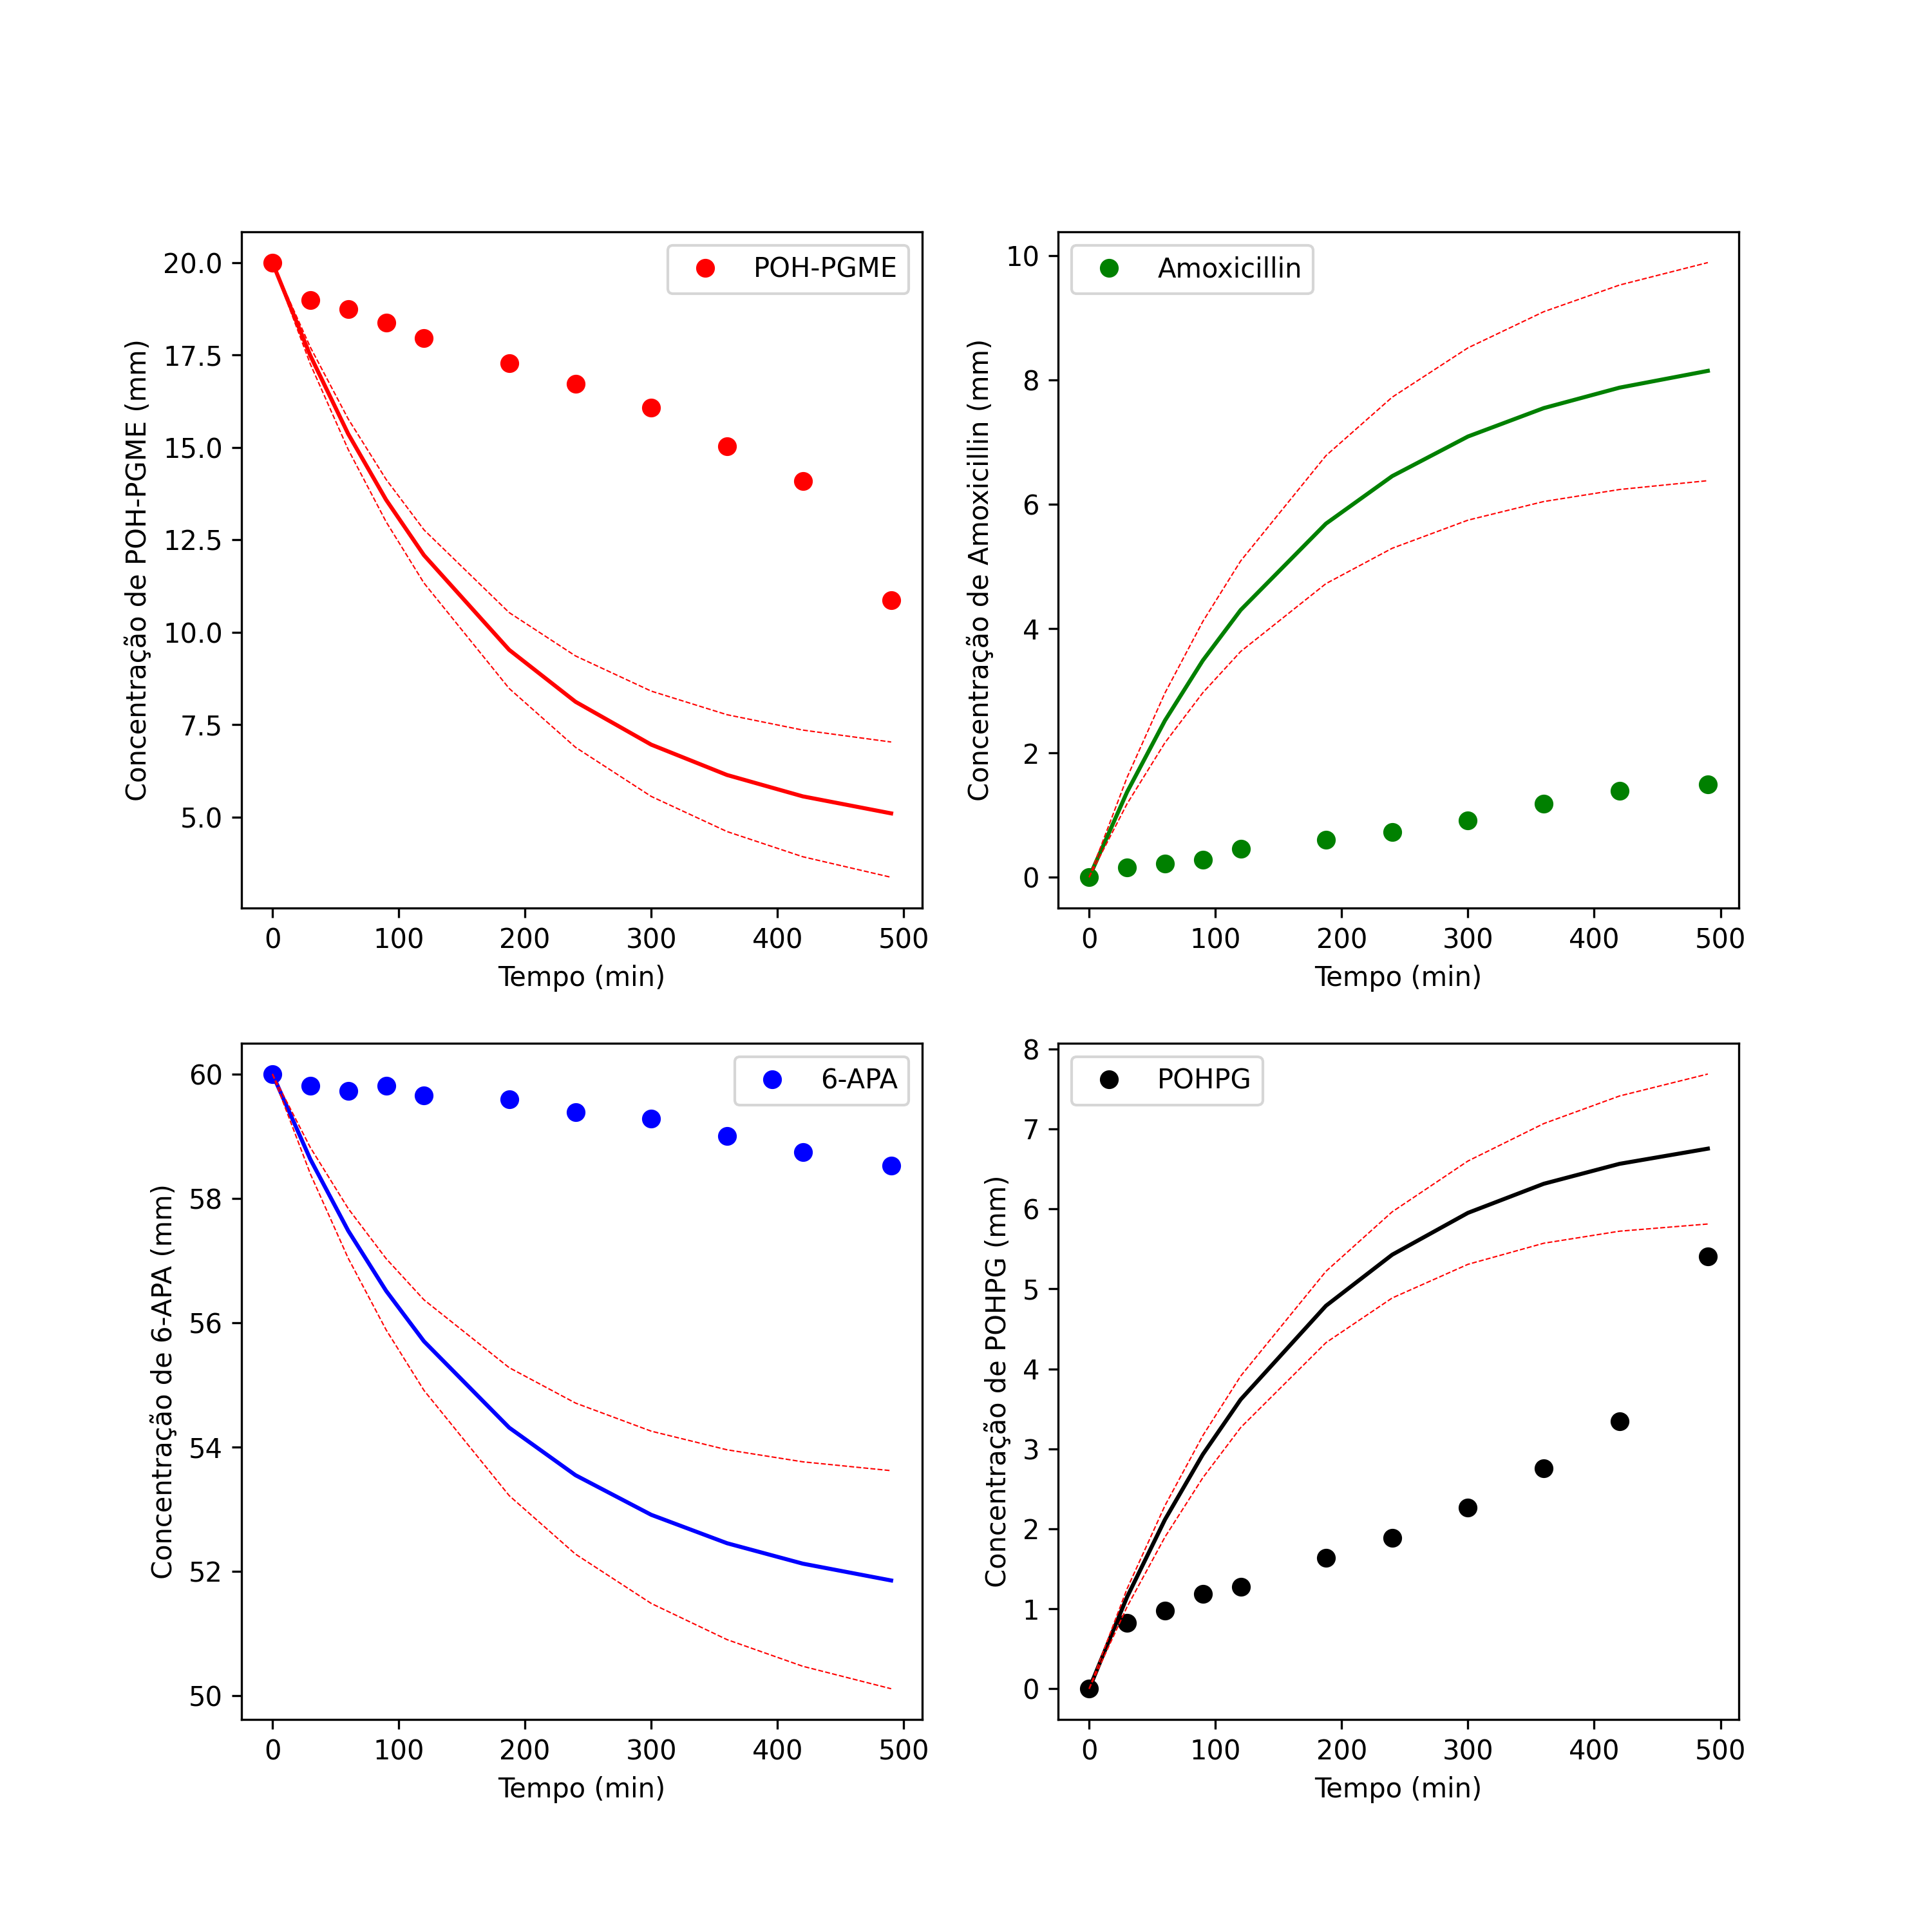 POH-PGME
20.0
17.5
15.0
12.5
10.0
7.5
5.0
Concentração de POH-PGME (mm)
0 100 200 300 400 500
Tempo (min)
Amoxicillin
10
8
6
4
2
0
Concentração de Amoxicillin (mm)
0 100 200 300 400 500
Tempo (min)
6-APA
60
58
56
54
52
50
Concentração de 6-APA (mm)
0 100 200 300 400 500
Tempo (min)
POHPG
8
7
6
5
4
3
2
1
0
Concentração de POHPG (mm)
0 100 200 300 400 500
Tempo (min)